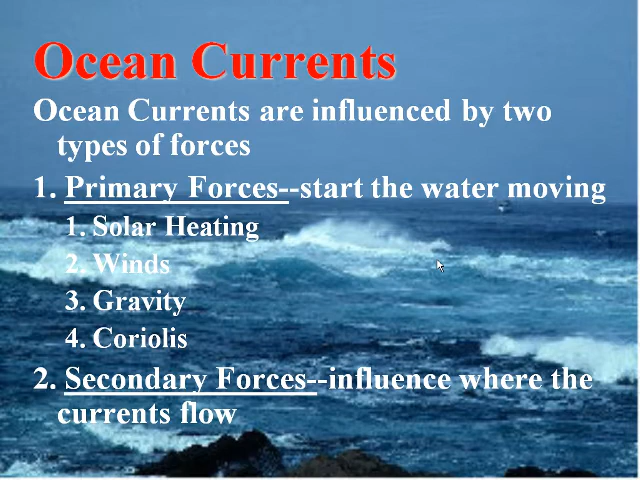 Ocean Currents
Ocean Currents are influenced by two
types of forces
1. Primary Forces--start the water moving
1. Solar Heating
2. Winds
3. Gravity
4. Coriolis
2. Secondary Forces--influence where the
currents flow